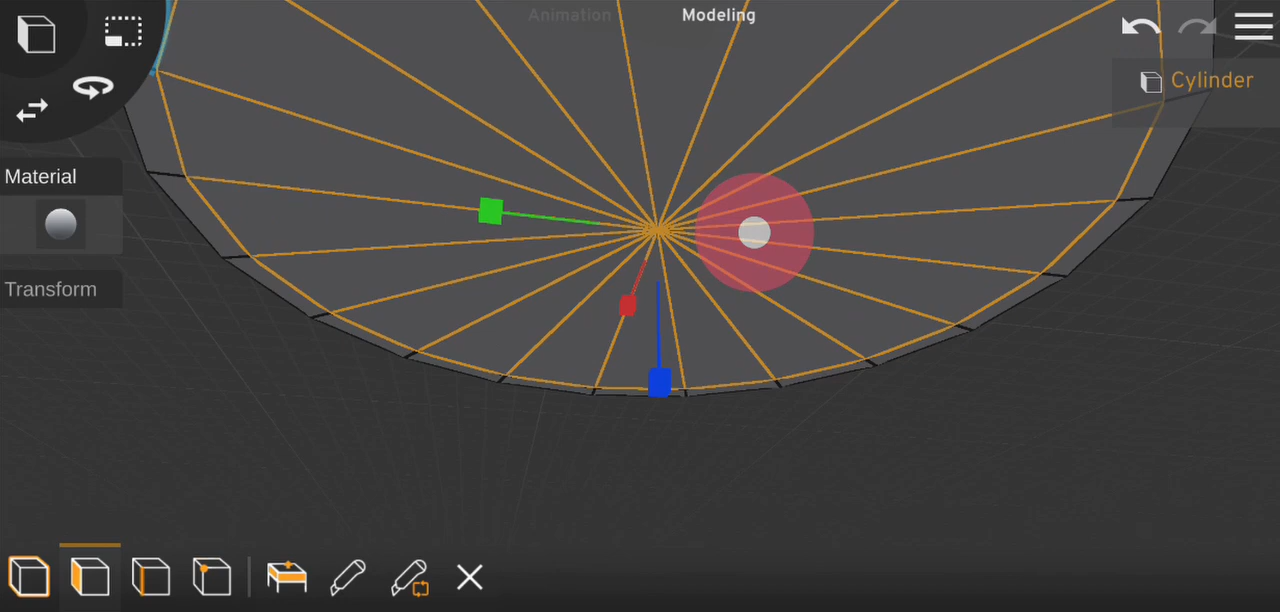 Animation
Modeling
Cylinder
Material
Transform